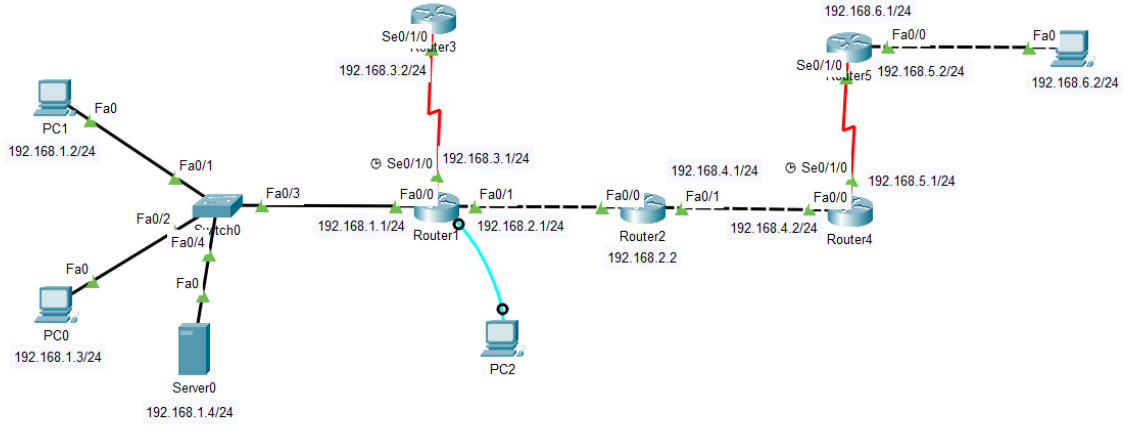 192.168.6.1/24
Se0/1/0
Router3
192.168.3.2/24
Fa0/0
Fa0
Se0/1/0
Router5
192.168.5.2/24
192.168.6.2/24
Fa0
PC1
192.168.1.2/24
Fa0/1
Se0/1/0
192.168.3.1/24
192.168.4.1/24
Se0/1/0
192.168.5.1/24
Fa0/3
Fa0/0
Fa0/1
Fa0/0
Fa0/1
Fa0/0
Fa0/2
Switch0
192.168.1.1/24
Router1
192.168.2.1/24
Router2
192.168.4.2/24
Router4
Fa0/4
192.168.2.2
Fa0
Fa0
PC0
192.168.1.3/24
Server0
192.168.1.4/24
PC2